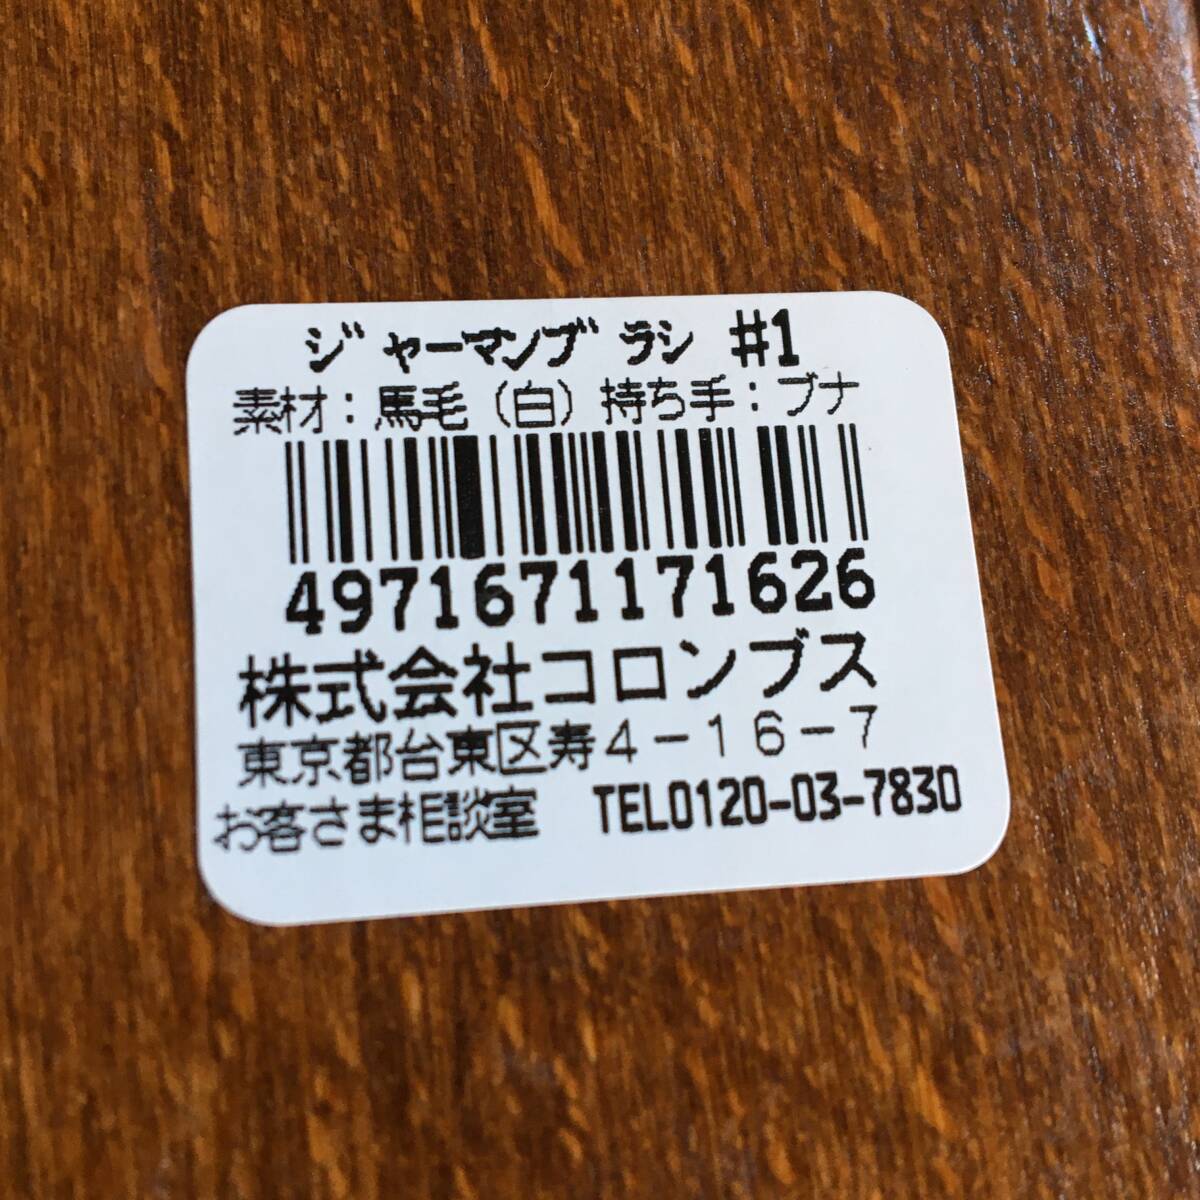 ジャーマンブラシ #1
素材：馬毛（白）持ち手：ブナ
4971671171626
株式会社コロンブス
東京都台東区寿4－16－7
お客さま相談室 TEL0120-03-7830